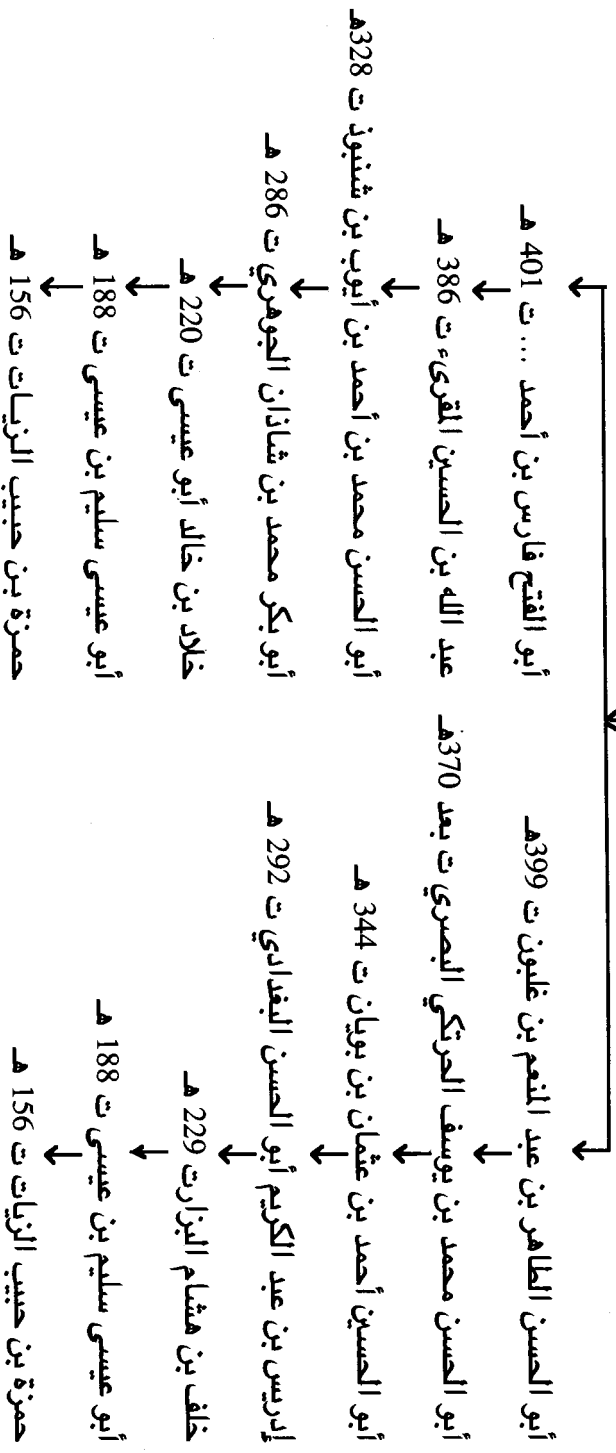 أبو الحسن الطاهر بن عبد المنعم بن غلبون ت 399هـ
أبو الحسن محمد بن يوسف الحرتكي البصري ت بعد 370هـ
أبو الحسين أحمد بن عثمان بن بويان ت 344 هـ
إدريس بن عبد الكريم أبو الحسن البغدادي ت 292 هـ
خلف بن هشام البزارت 229 هـ
أبو عيسى سليم بن عيسى ت 188 هـ
حمزة بن حبيب الزيات ت 156 هـ
أبو الفتح فارس بن أحمد ... ت 401 هـ
عبد الله بن الحسين المقرىء ت 386 هـ
أبو الحسن محمد بن أحمد بن أيوب بن شنبوذ ت 328هـ
أبو بكر محمد بن شاذان الجوهري ت 286 هـ
خلاد بن خالد أبو عيسى ت 220 هـ
أبو عيسى سليم بن عيسى ت 188 هـ
حمزة بن حبيب الزيات ت 156 هـ